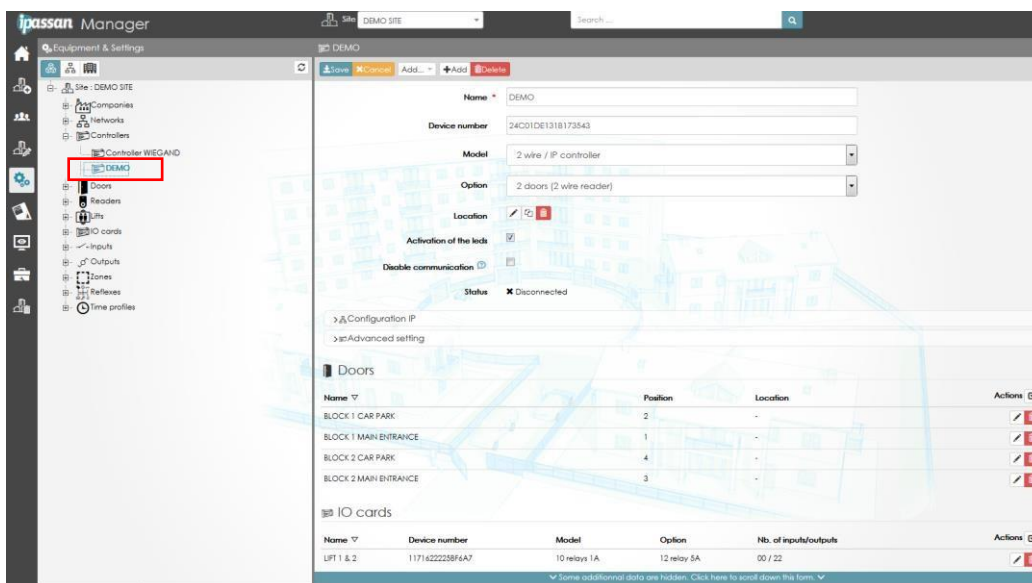 ipassan Manager
Site DEMO SITE
Search ...
Equipment & Settings
DEMO
Save Cancel Add... +Add Delete
Site : DEMO SITE
Companies
Networks
Controllers
Controller WIEGAND
DEMO
Doors
Readers
Lifts
IO cards
Inputs
Outputs
Zones
Reflexes
Time profiles
Name * DEMO
Device number 24C01DE1318173543
Model 2 wire / IP controller
Option 2 doors (2 wire reader)
Location
Activation of the leds
Disable communication
Status Disconnected
Configuration IP
Advanced setting
Doors
Name Position Location Actions
BLOCK 1 CAR PARK 2 -
BLOCK 1 MAIN ENTRANCE 1 -
BLOCK 2 CAR PARK 4 -
BLOCK 2 MAIN ENTRANCE 3 -
IO cards
Name Device number Model Option Nb. of inputs/outputs Actions
LIFT 1 & 2 11716222258F6A7 10 relays 1A 12 relay 5A 00 / 22
Some additionnal data are hidden. Click here to scroll down this form.